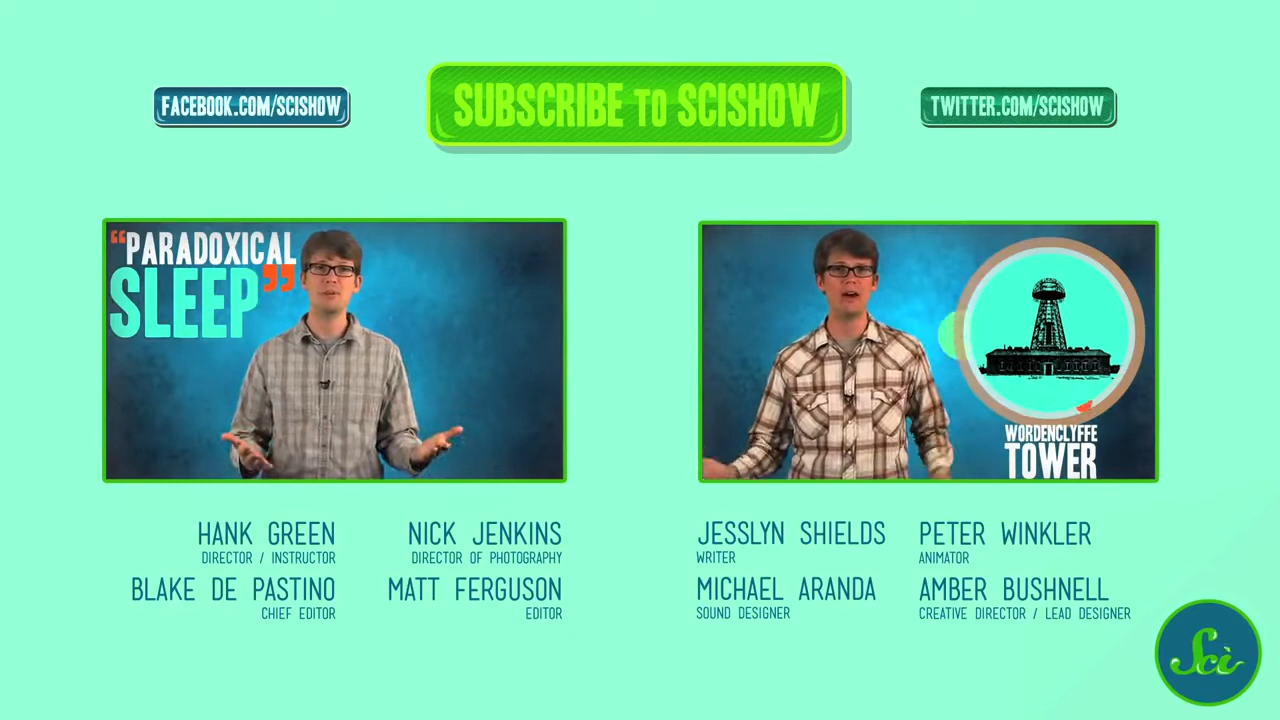 FACEBOOK.COM/SCISHOW
SUBSCRIBE TO SCISHOW
TWITTER.COM/SCISHOW
“PARADOXICAL
SLEEP”
WORDENCLYFFE
TOWER
HANK GREEN
DIRECTOR / INSTRUCTOR
NICK JENKINS
DIRECTOR OF PHOTOGRAPHY
BLAKE DE PASTINO
CHIEF EDITOR
MATT FERGUSON
EDITOR
JESSLYN SHIELDS
WRITER
PETER WINKLER
ANIMATOR
MICHAEL ARANDA
SOUND DESIGNER
AMBER BUSHNELL
CREATIVE DIRECTOR / LEAD DESIGNER
Sci